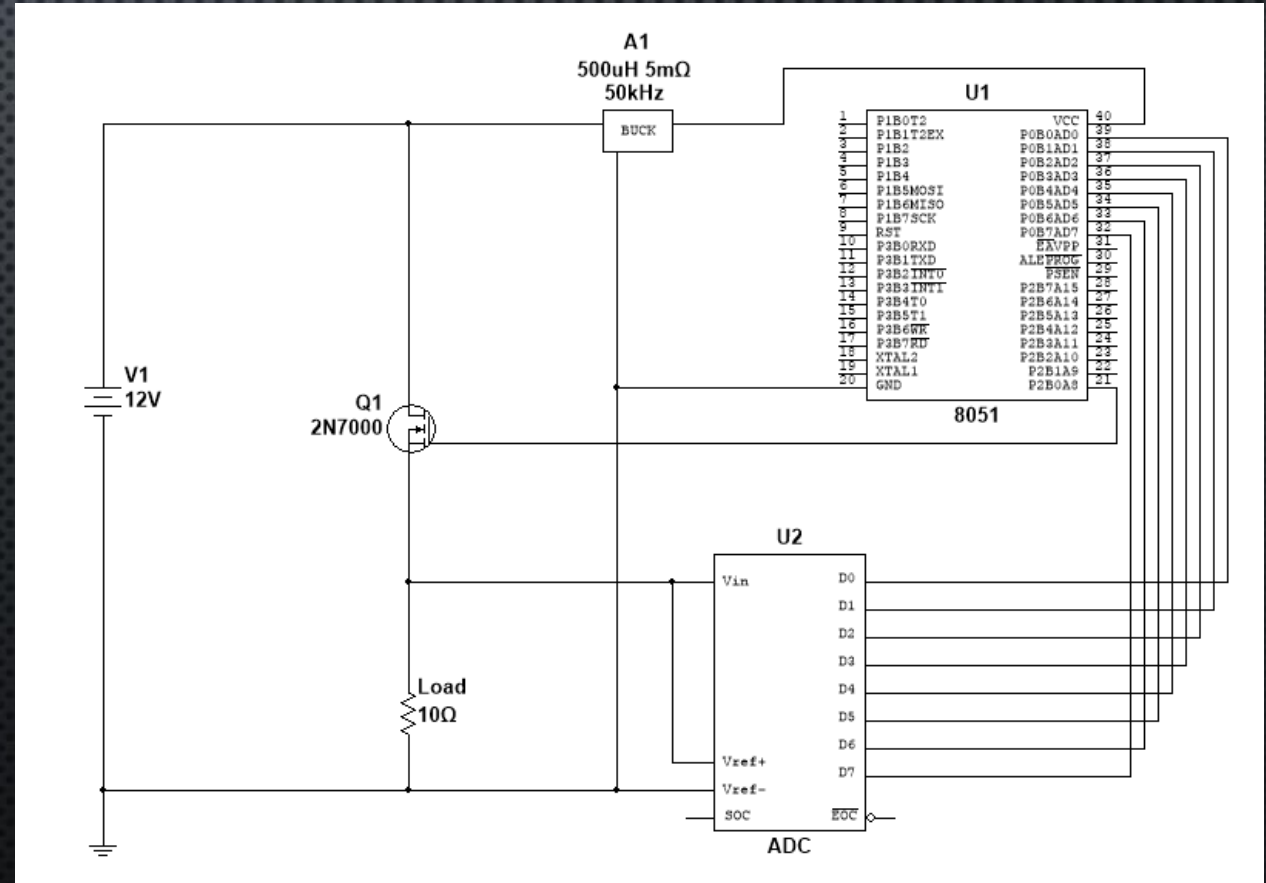 A1
500uH 5mΩ
50kHz
BUCK
U1
1 P1B0T2
2 P1B1T2EX
3 P1B2
4 P1B3
5 P1B4
6 P1B5MOSI
7 P1B6MISO
8 P1B7SCK
9 RST
10 P3B0RXD
11 P3B1TXD
12 P3B2INT0
13 P3B3INT1
14 P3B4T0
15 P3B5T1
16 P3B6WR
17 P3B7RD
18 XTAL2
19 XTAL1
20 GND
VCC 40
P0B0AD0 39
P0B1AD1 38
P0B2AD2 37
P0B3AD3 36
P0B4AD4 35
P0B5AD5 34
P0B6AD6 33
P0B7AD7 32
EAVPP 31
ALEPROG 30
PSEN 29
P2B7A15 28
P2B6A14 27
P2B5A13 26
P2B4A12 25
P2B3A11 24
P2B2A10 23
P2B1A9 22
P2B0A8 21
8051
V1
12V
Q1
2N7000
U2
Vin
Vref+
Vref-
SOC
D0
D1
D2
D3
D4
D5
D6
D7
EOC
ADC
Load
10Ω